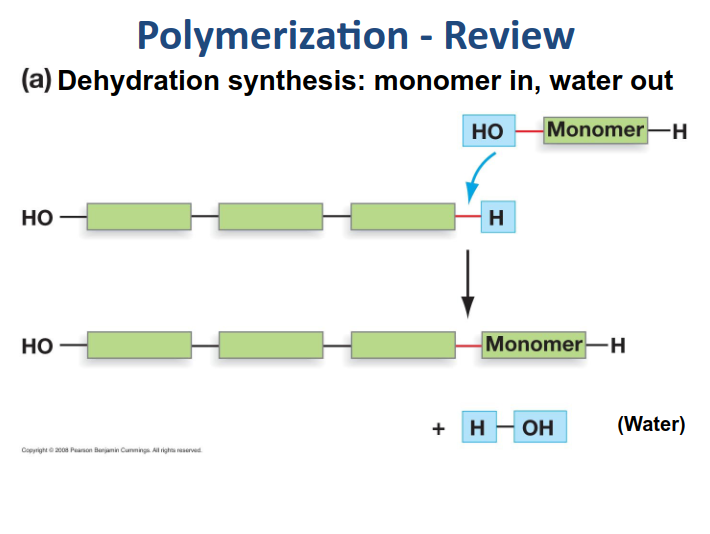 Polymerization - Review
(a) Dehydration synthesis: monomer in, water out
HO Monomer H
HO H
HO Monomer H
+ H OH (Water)
Copyright © 2008 Pearson Benjamin Cummings. All rights reserved.